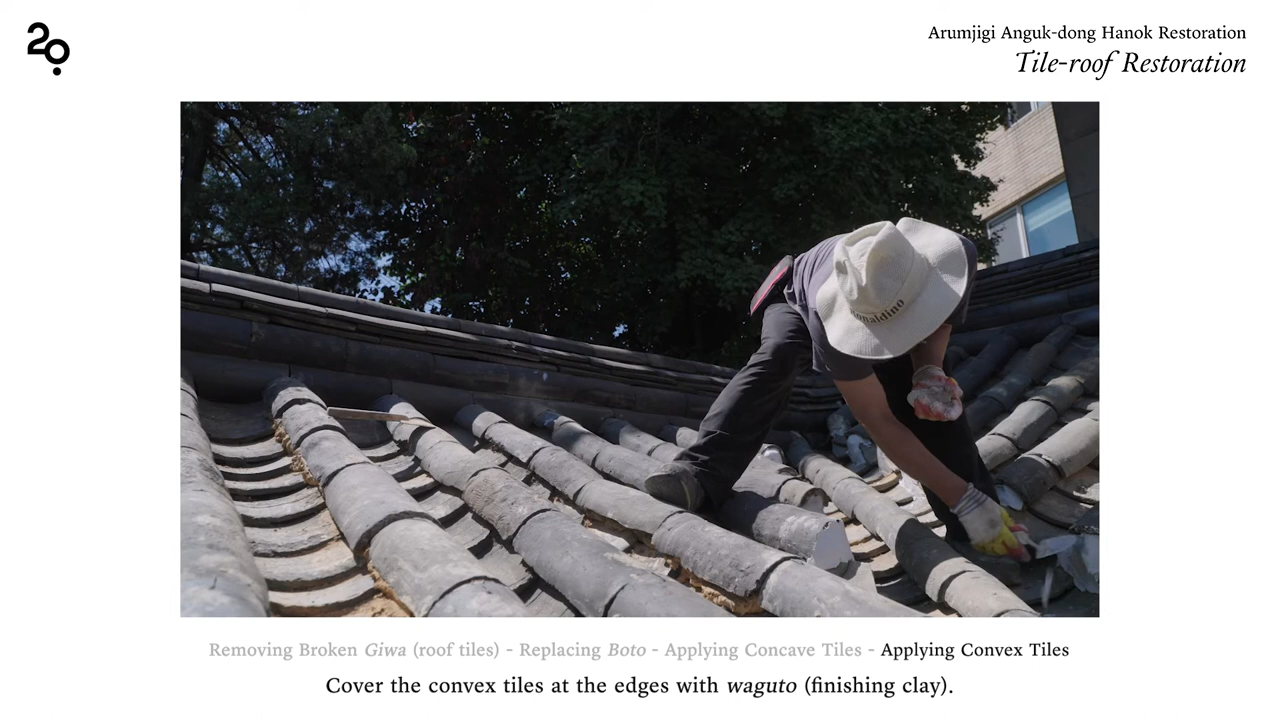 20
Arumjigi Anguk-dong Hanok Restoration
Tile-roof Restoration
Removing Broken Giwa (roof tiles) - Replacing Boto - Applying Concave Tiles - Applying Convex Tiles
Cover the convex tiles at the edges with waguto (finishing clay).